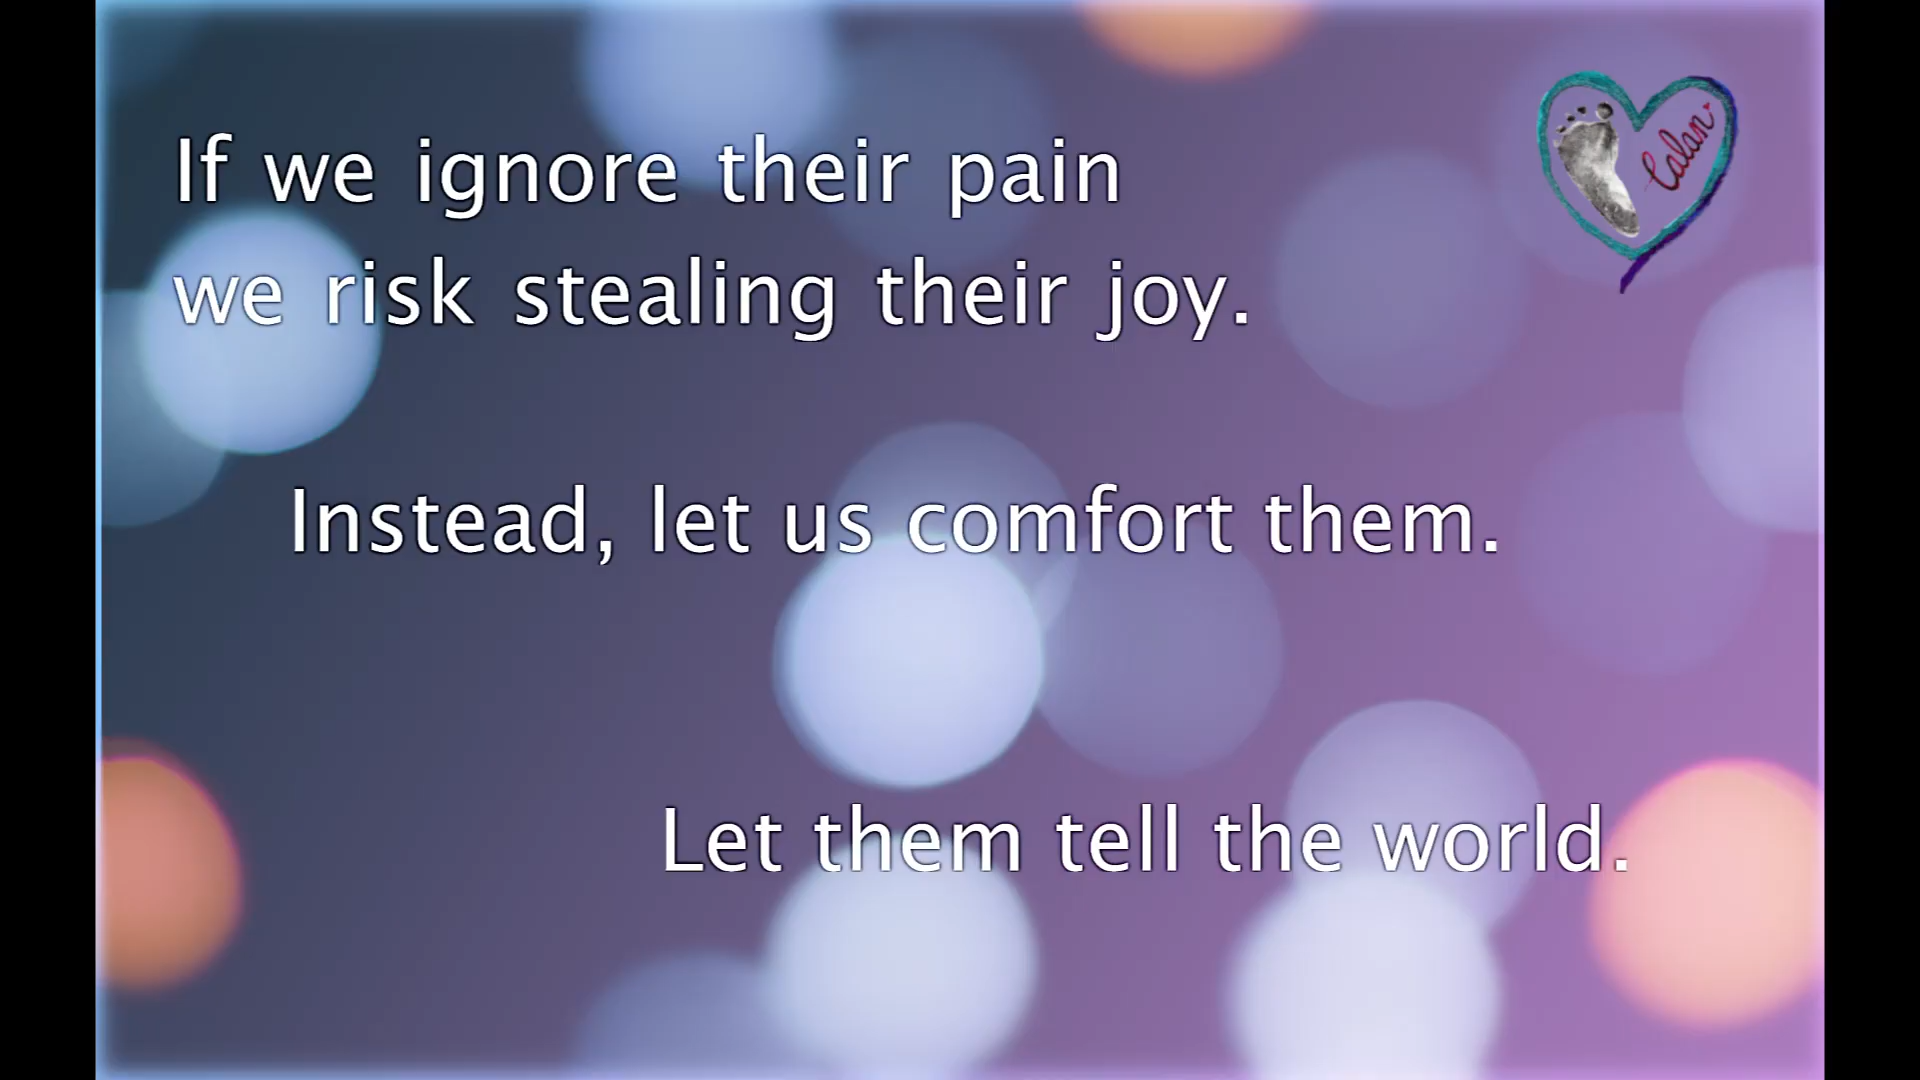 If we ignore their pain
we risk stealing their joy.
Calan
Instead, let us comfort them.
Let them tell the world.